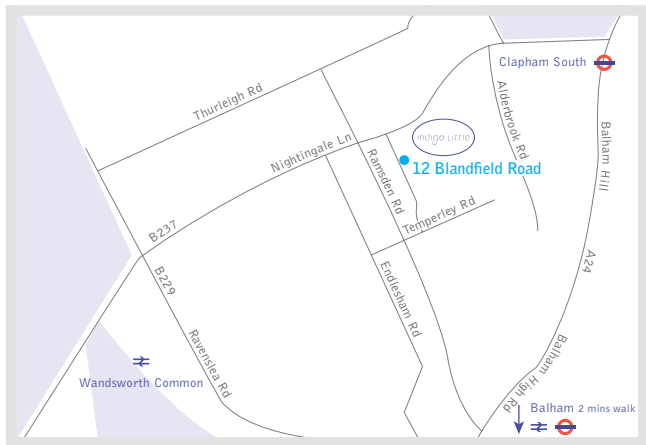 Clapham South
Thurleigh Rd
Alderbrook Rd
Balham Hill
Nightingale Ln
indigo little
Ramsden Rd
12 Blandfield Road
Temperley Rd
B237
B229
Endlesham Rd
A24
Ravenslea Rd
Wandsworth Common
Balham High Rd
Balham 2 mins walk